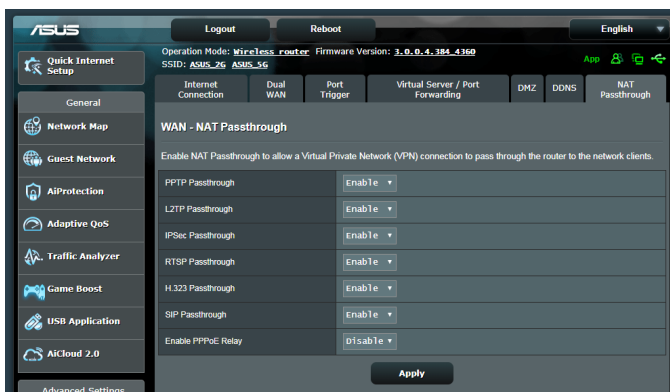 ASUS
Logout Reboot English
Operation Mode: Wireless router Firmware Version: 3.0.0.4.384_4360
SSID: ASUS_2G ASUS_5G
App
Quick Internet
Setup
General
Network Map
Guest Network
AiProtection
Adaptive QoS
Traffic Analyzer
Game Boost
USB Application
AiCloud 2.0
Advanced Settings
Internet
Connection
Dual
WAN
Port
Trigger
Virtual Server / Port
Forwarding
DMZ
DDNS
NAT
Passthrough
WAN - NAT Passthrough
Enable NAT Passthrough to allow a Virtual Private Network (VPN) connection to pass through the router to the network clients.
PPTP Passthrough Enable
L2TP Passthrough Enable
IPSec Passthrough Enable
RTSP Passthrough Enable
H.323 Passthrough Enable
SIP Passthrough Enable
Enable PPPoE Relay Disable
Apply